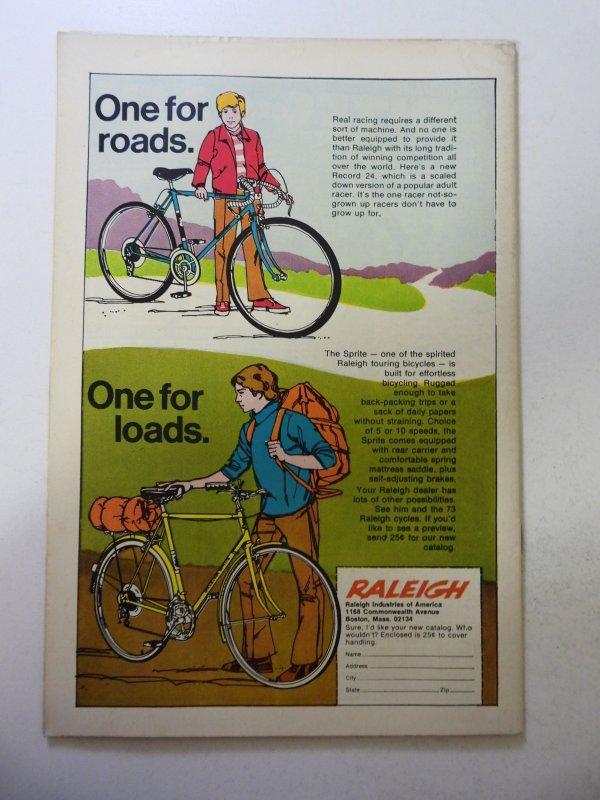 One for
roads.
Real racing requires a different
sort of machine. And no one is
better equipped to provide it
than Raleigh with its long tradi-
tion of winning competition all
over the world. Here's a new
Record 24, which is a scaled
down version of a popular adult
racer. It's the one racer not-so-
grown up racers don't have to
grow up for.
The Sprite — one of the spirited
Raleigh touring bicycles — is
built for effortless
bicycling. Rugged
enough to take
back-packing trips or a
sack of daily papers
without straining. Choice
of 5 or 10 speeds, the
Sprite comes equipped
with rear carrier and
comfortable spring
mattress saddle, plus
self-adjusting brakes.
Your Raleigh dealer has
lots of other possibilities.
See him and the 73
Raleigh cycles. If you'd
like to see a preview,
send 25¢ for our new
catalog.
One for
loads.
RALEIGH
Raleigh Industries of America
1168 Commonwealth Avenue
Boston, Mass. 02134
Sure, I'd like your new catalog. Who
wouldn't? Enclosed is 25¢ to cover
handling.
Name
Address
City
State Zip